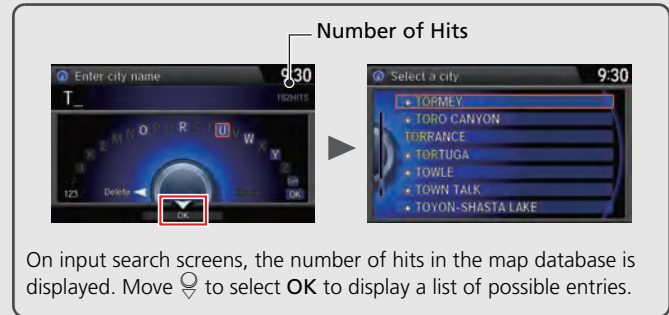 Number of Hits
Enter city name
9:30
T_
182HITS
O P Q R S T U V W Y
123
Delete
OK
OK
Select a city
9:30
TORMEY
TORO CANYON
TORRANCE
TORTUGA
TOWLE
TOWN TALK
TOYON-SHASTA LAKE
On input search screens, the number of hits in the map database is
displayed. Move to select OK to display a list of possible entries.